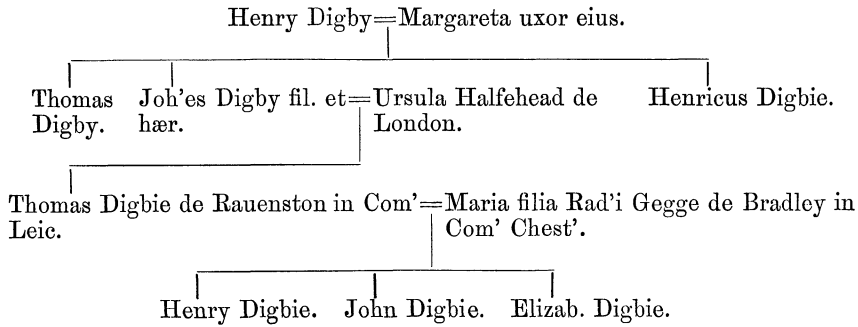 Henry Digby=Margareta uxor eius.
Thomas Digby.
Joh'es Digby fil. et=Ursula Halfehead de
hær. London.
Henricus Digbie.
Thomas Digbie de Rauenston in Com'=Maria filia Rad'i Gegge de Bradley in
Leic. Com' Chest'.
Henry Digbie. John Digbie. Elizab. Digbie.